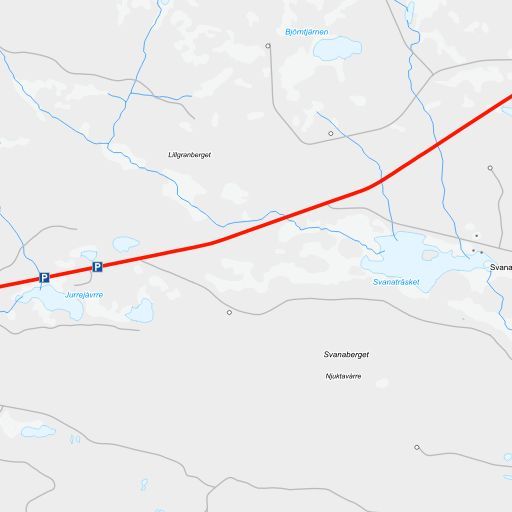 Björntjärnen
Lillgranberget
Svana
Svanaträsket
P
P
Jurrejávrre
Svanaberget
Njuktavárre